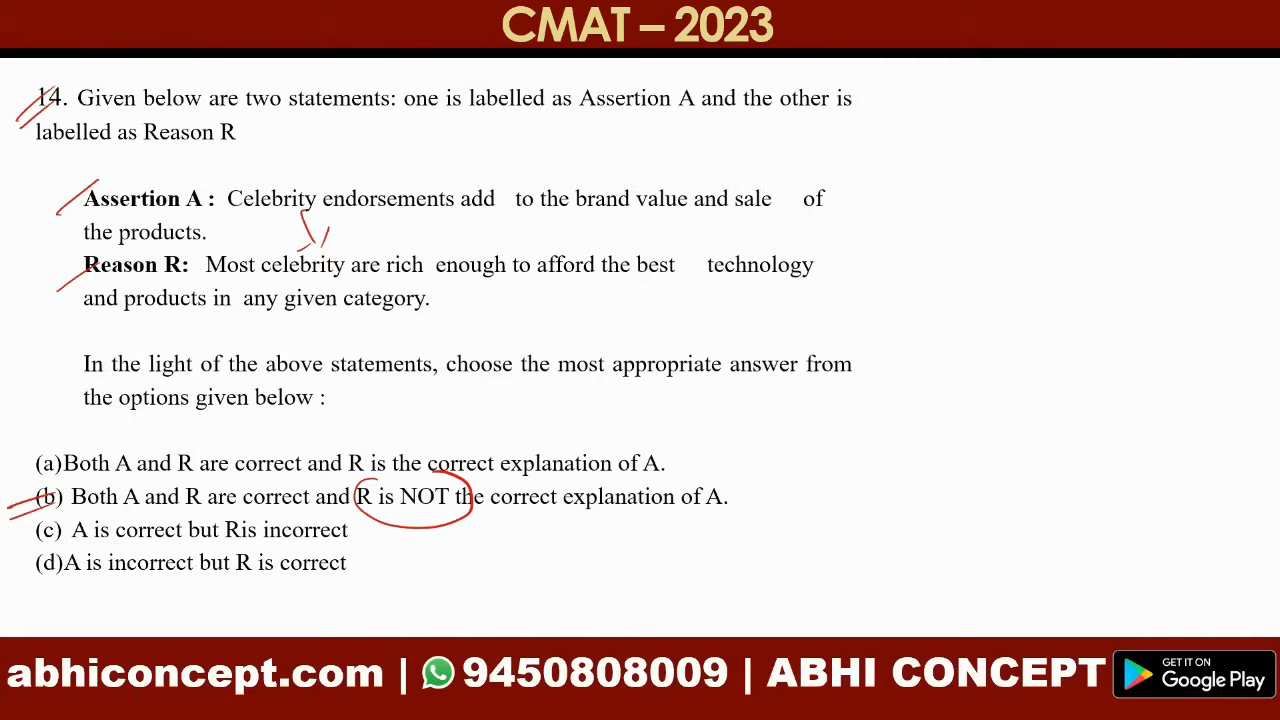 CMAT – 2023
14. Given below are two statements: one is labelled as Assertion A and the other is
labelled as Reason R
Assertion A : Celebrity endorsements add to the brand value and sale of
the products.
Reason R: Most celebrity are rich enough to afford the best technology
and products in any given category.
In the light of the above statements, choose the most appropriate answer from
the options given below :
(a)Both A and R are correct and R is the correct explanation of A.
(b) Both A and R are correct and R is NOT the correct explanation of A.
(c) A is correct but Ris incorrect
(d)A is incorrect but R is correct
abhiconcept.com | 9450808009 | ABHI CONCEPT
GET IT ON
Google Play